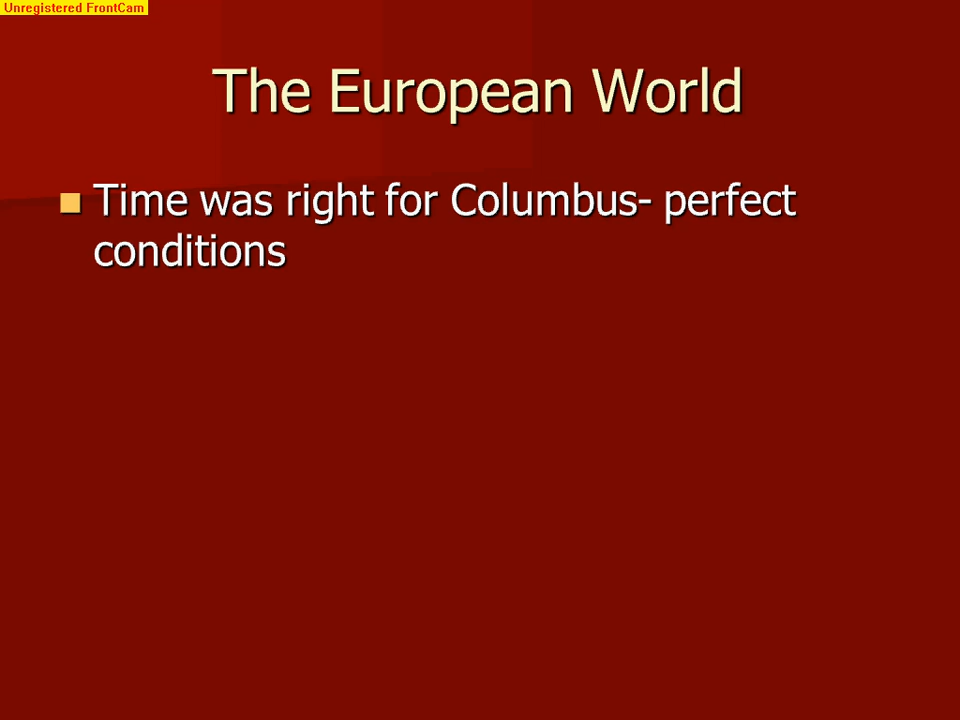 Unregistered FrontCam
The European World
Time was right for Columbus- perfect
conditions